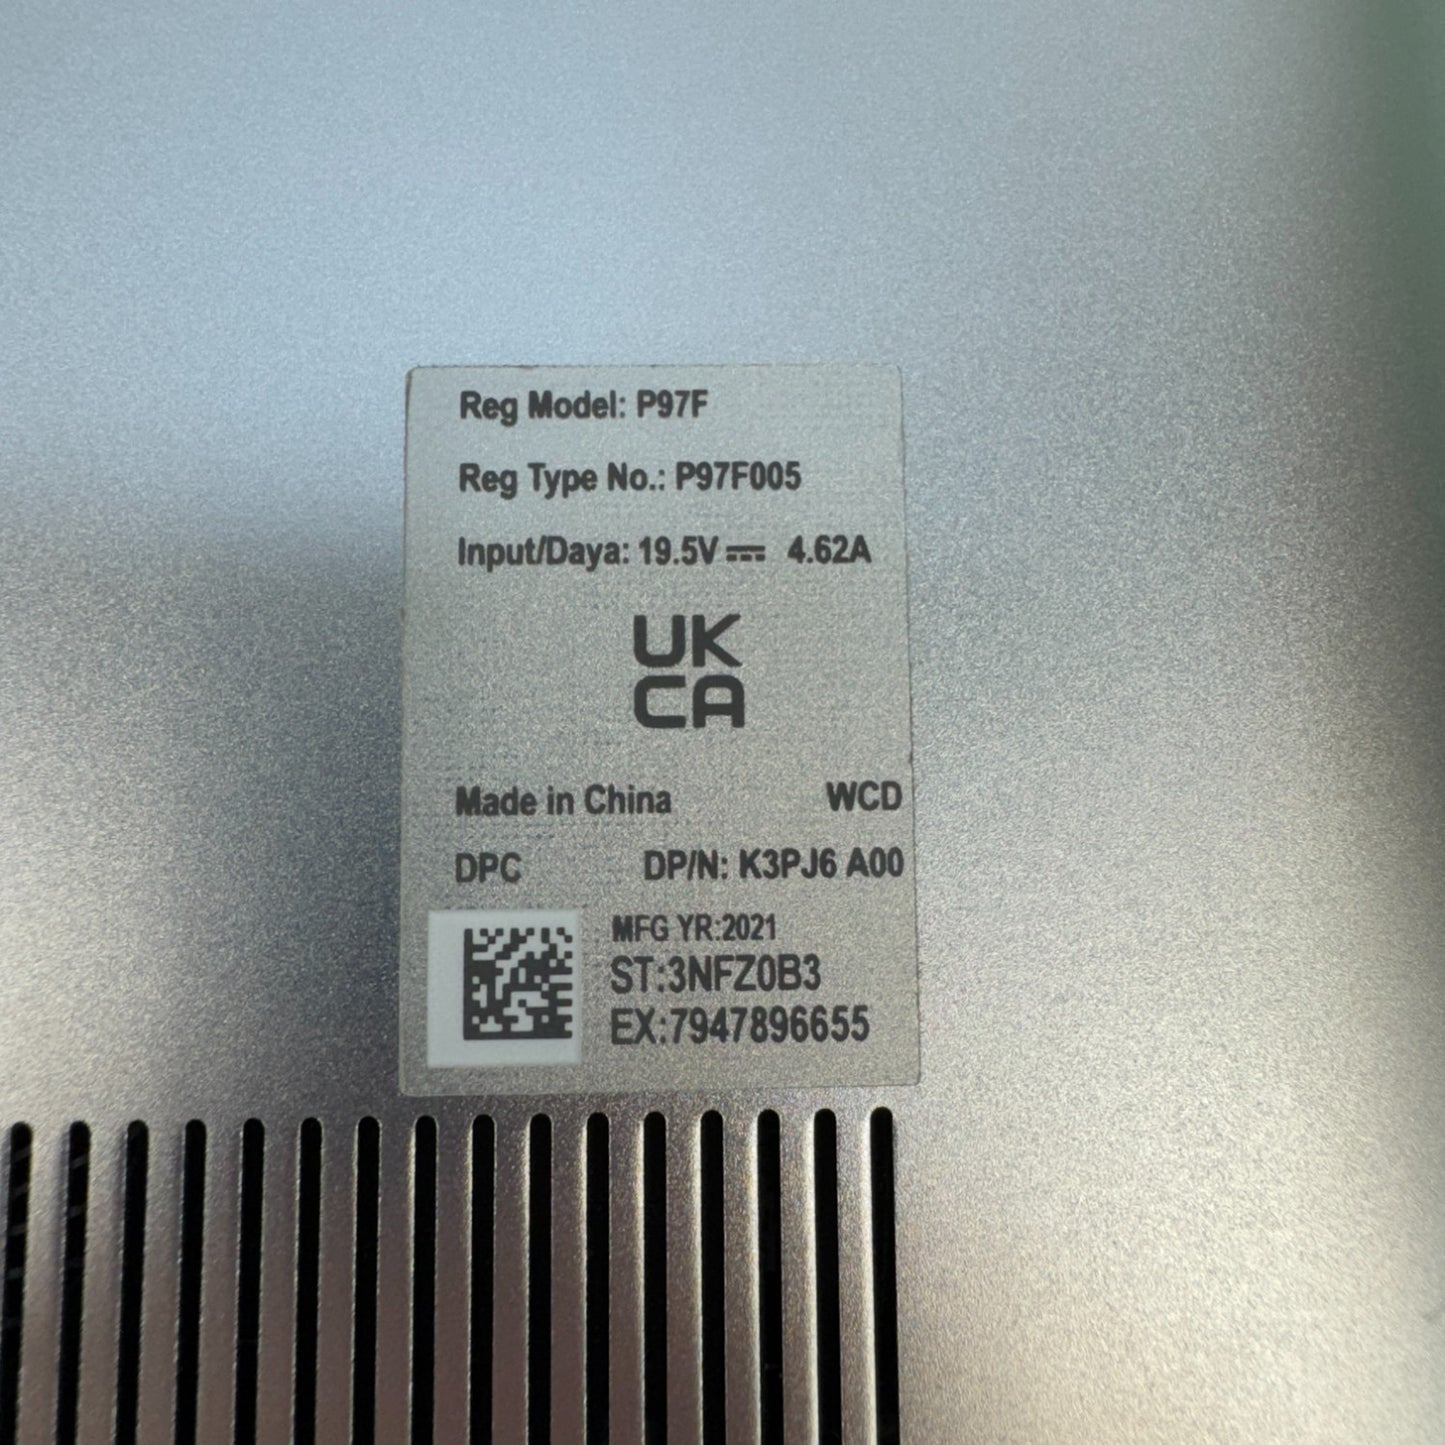 Reg Model: P97F
Reg Type No.: P97F005
Input/Daya: 19.5V ⎓ 4.62A
UK
CA
Made in China WCD
DPC DP/N: K3PJ6 A00
MFG YR:2021
ST:3NFZ0B3
EX:7947896655